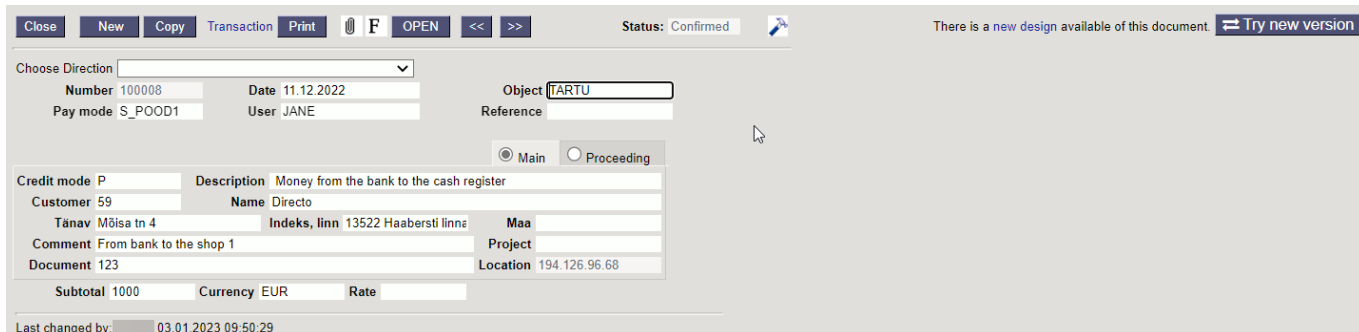 Close New Copy Transaction Print F OPEN << >> Status: Confirmed There is a new design available of this document. Try new version
Choose Direction
Number 100008 Date 11.12.2022 Object TARTU
Pay mode S_POOD1 User JANE Reference
Main Proceeding
Credit mode P Description Money from the bank to the cash register
Customer 59 Name Directo
Tänav Mõisa tn 4 Indeks, linn 13522 Haabersti linna Maa
Comment From bank to the shop 1 Project
Document 123 Location 194.126.96.68
Subtotal 1000 Currency EUR Rate
Last changed by: 03.01.2023 09:50:29